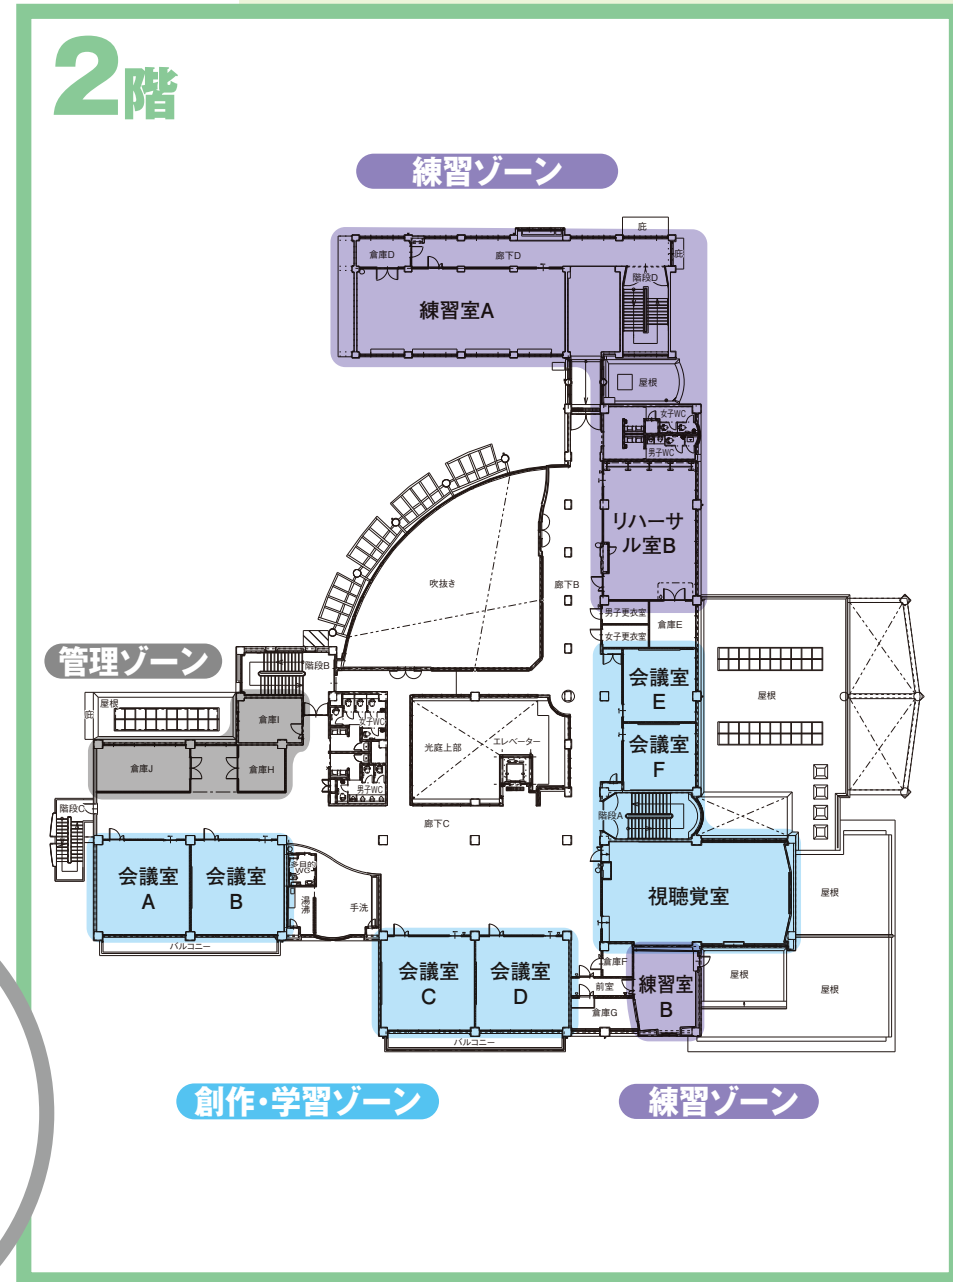 2階
練習ゾーン
庇
倉庫D
廊下D
庇
階段D
練習室A
屋根
女子WC
男子WC
リハーサ
ル室B
吹抜き
廊下B
男子更衣室
倉庫E
女子更衣室
管理ゾーン
階段B
会議室
E
屋根
庇
屋根
倉庫I
女子WC
会議室
F
光庭上部
エレベーター
倉庫J
倉庫H
男子WC
階段C
廊下C
階段A
会議室
A
会議室
B
多目的
WC
湯沸
手洗
視聴覚室
屋根
バルコニー
会議室
C
会議室
D
倉庫F
前室
倉庫G
練習室
B
屋根
屋根
バルコニー
創作・学習ゾーン
練習ゾーン